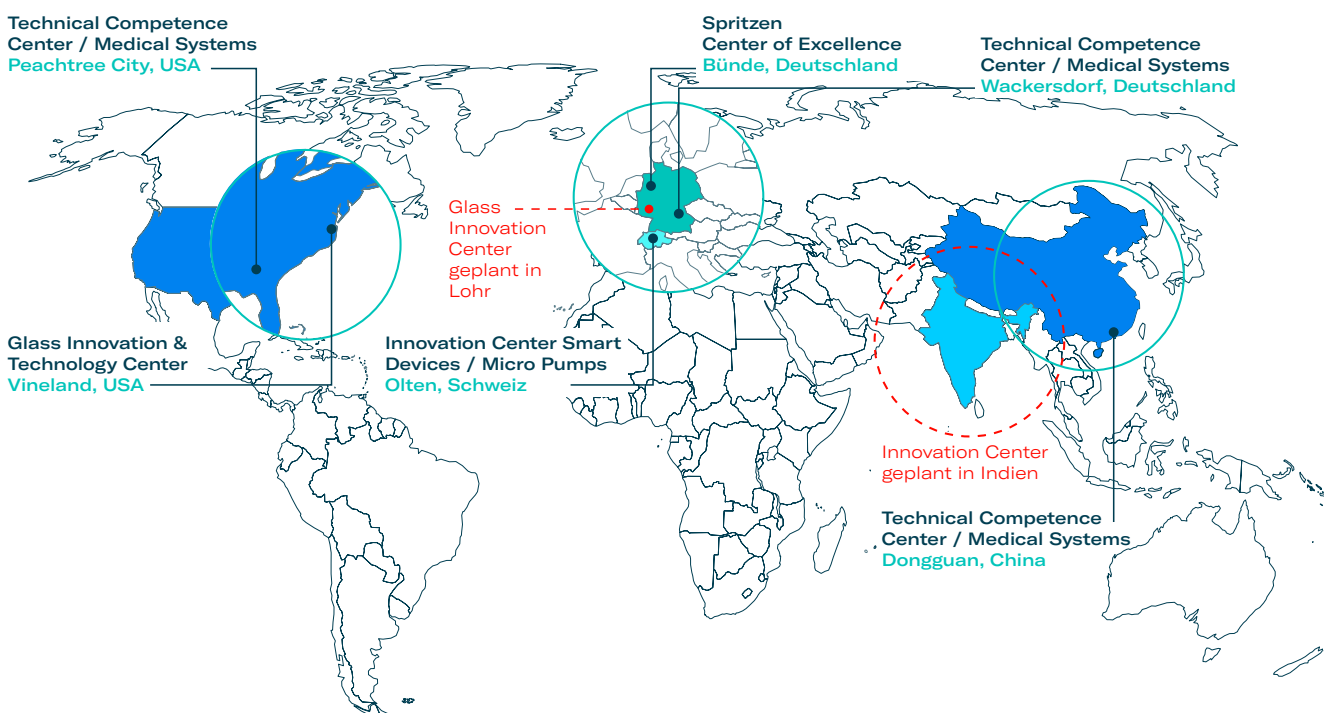 Technical Competence
Center / Medical Systems
Peachtree City, USA
Spritzen
Center of Excellence
Bünde, Deutschland
Technical Competence
Center / Medical Systems
Wackersdorf, Deutschland
Glass
Innovation
Center
geplant in
Lohr
Glass Innovation &
Technology Center
Vineland, USA
Innovation Center Smart
Devices / Micro Pumps
Olten, Schweiz
Innovation Center
geplant in Indien
Technical Competence
Center / Medical Systems
Dongguan, China